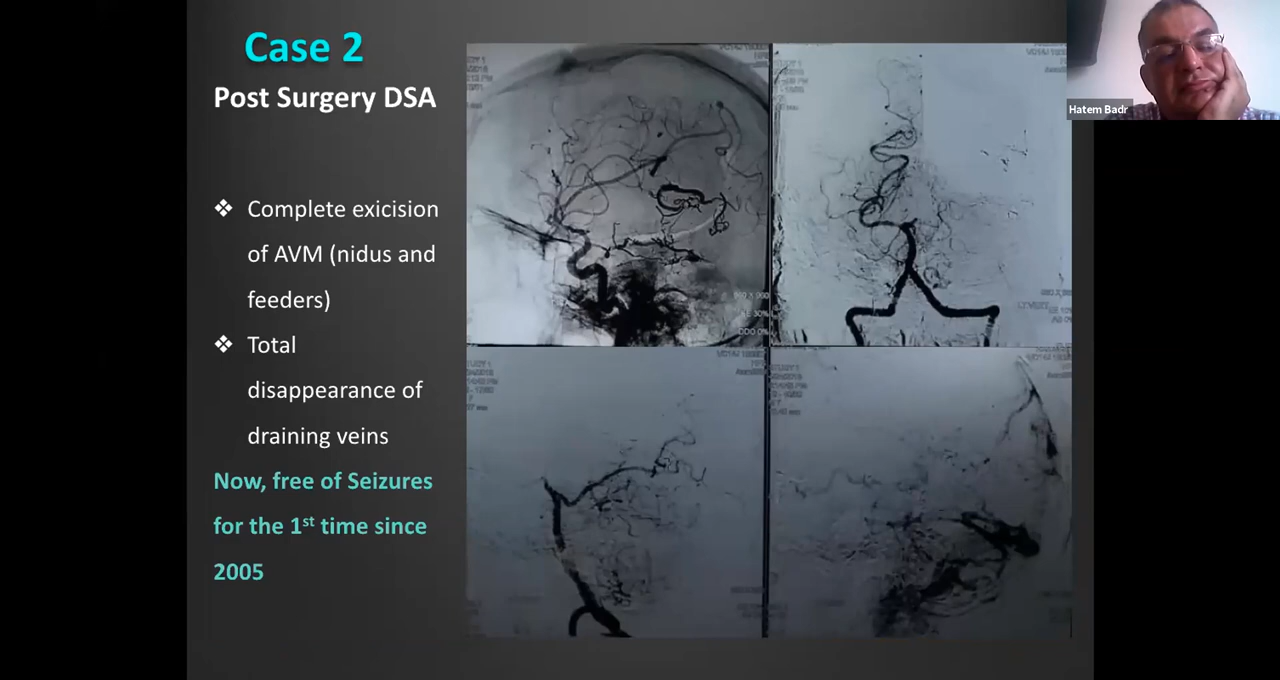 Case 2
Post Surgery DSA
❖ Complete exicision
of AVM (nidus and
feeders)
❖ Total
disappearance of
draining veins
Now, free of Seizures
for the 1st time since
2005
Hatem Badr